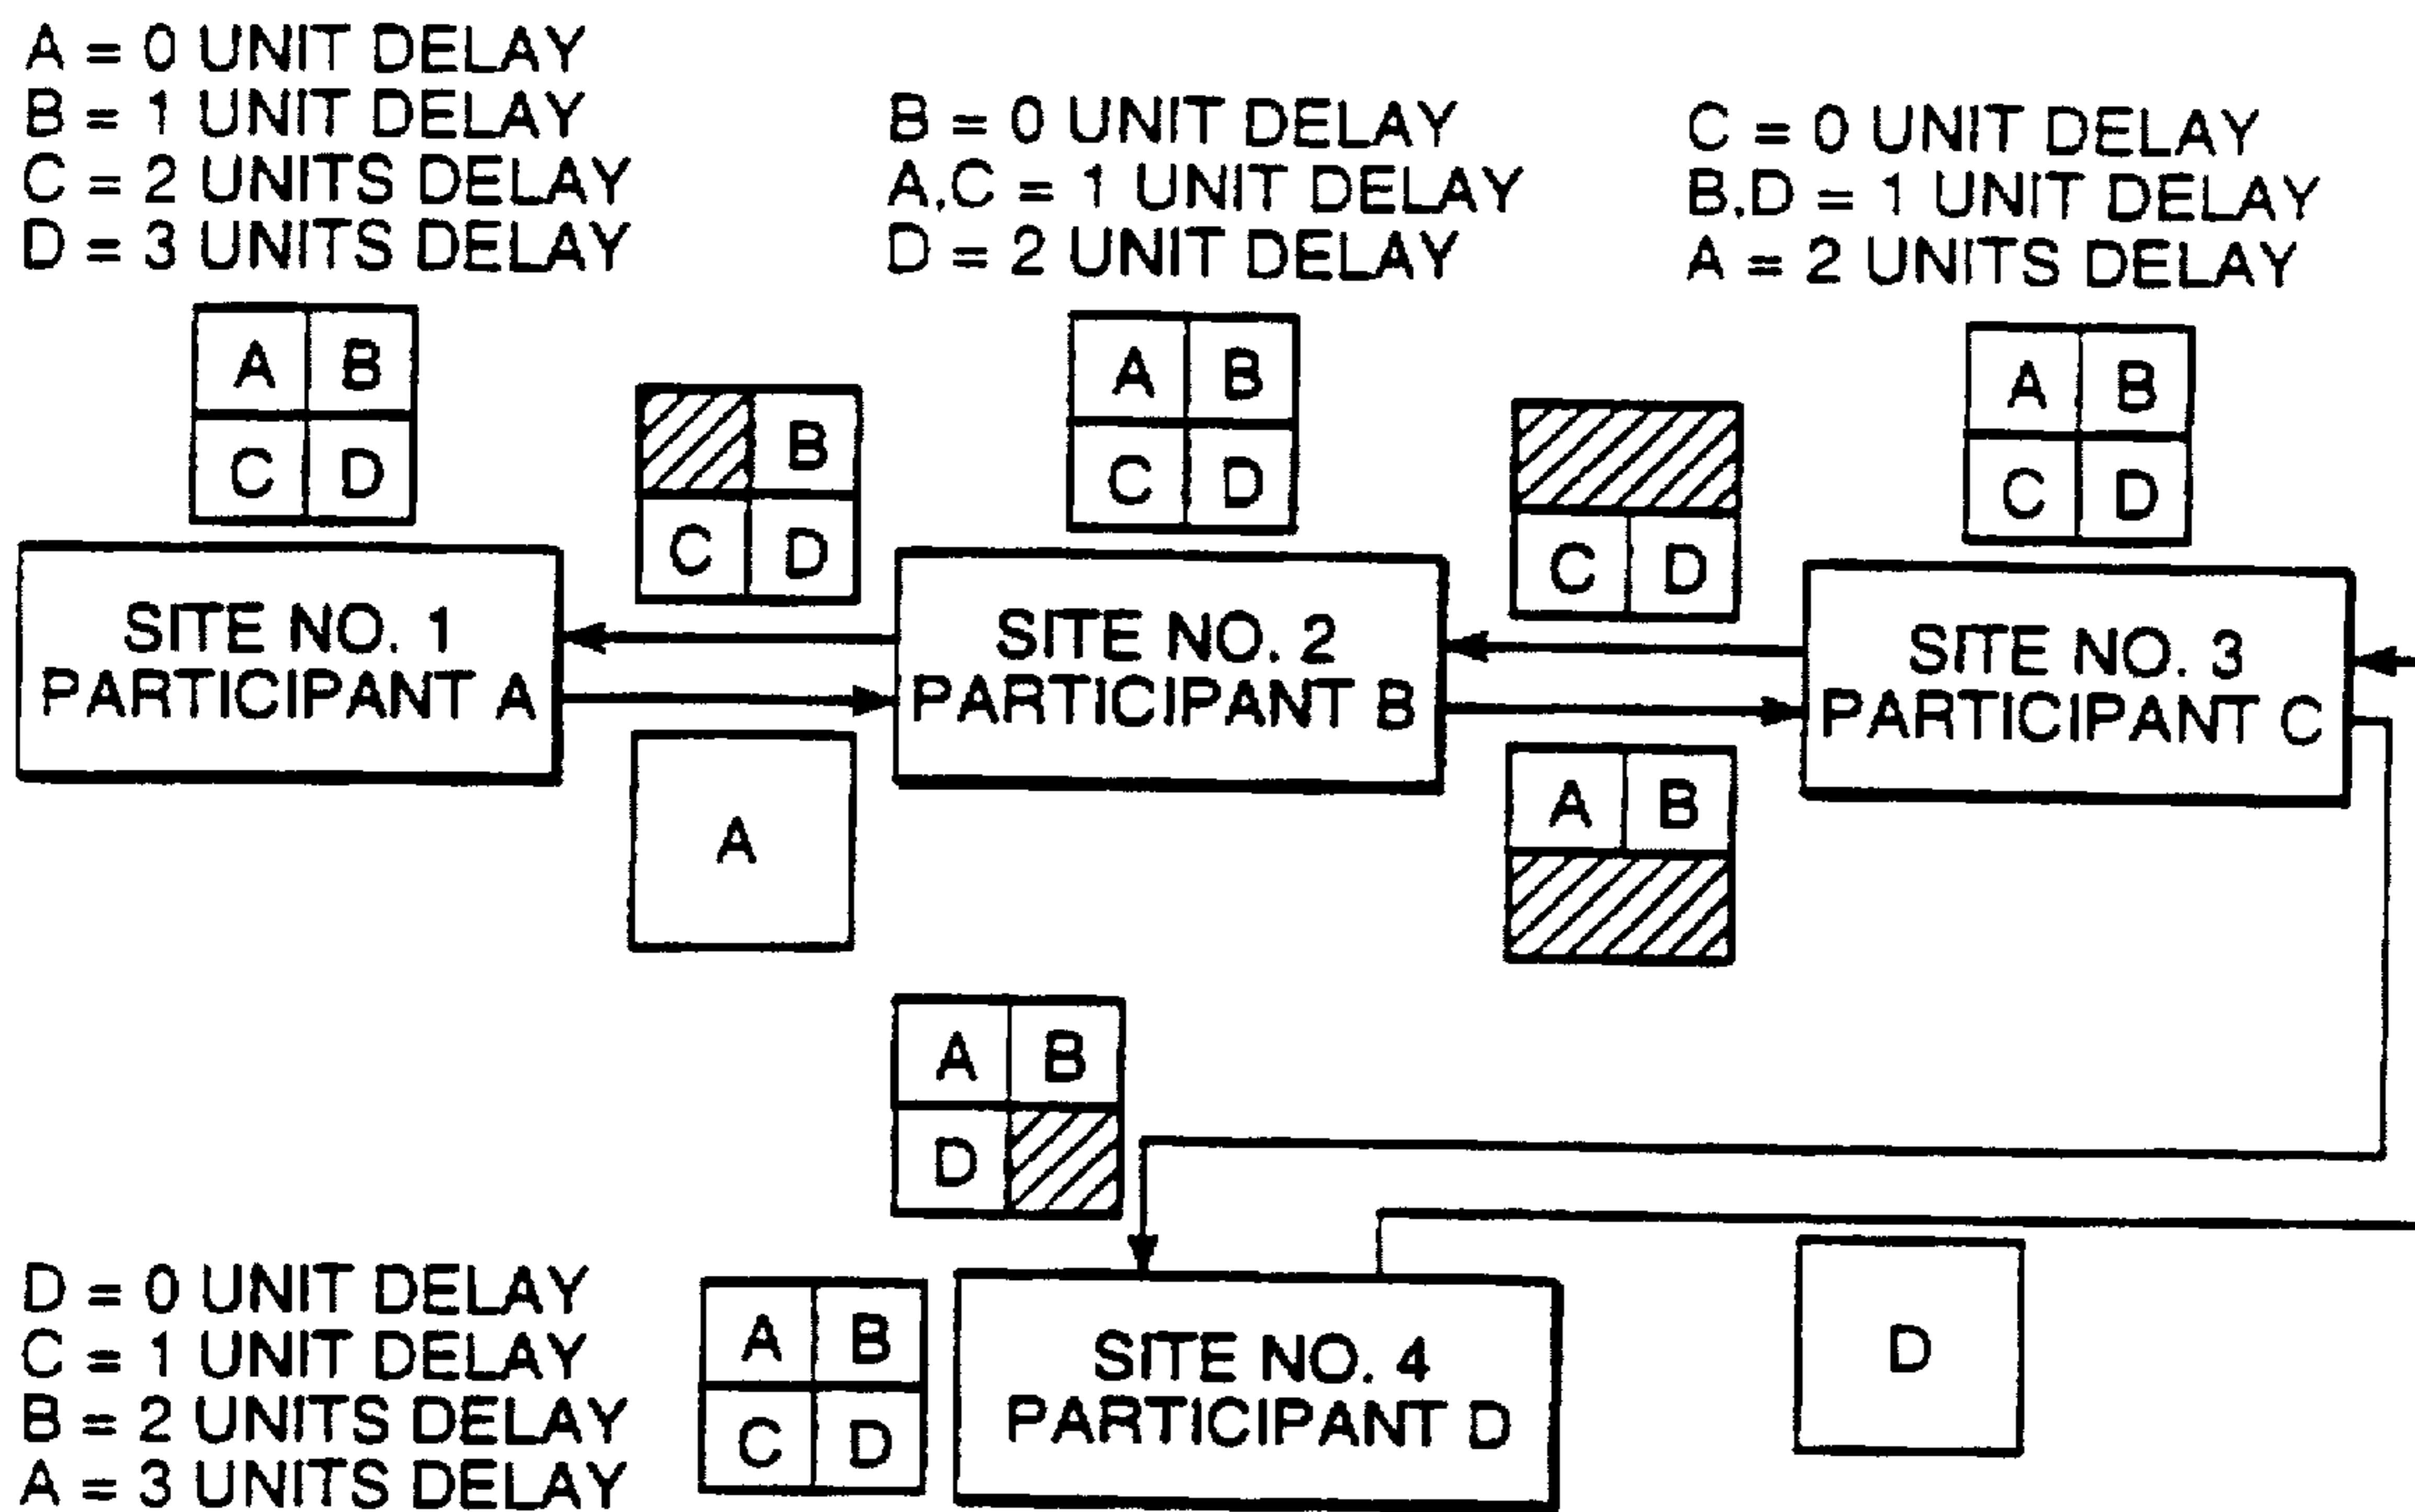 A = 0 UNIT DELAY
B = 1 UNIT DELAY
C = 2 UNITS DELAY
D = 3 UNITS DELAY
B = 0 UNIT DELAY
A,C = 1 UNIT DELAY
D = 2 UNIT DELAY
C = 0 UNIT DELAY
B,D = 1 UNIT DELAY
A = 2 UNITS DELAY
A B
C D
B
C D
A B
C D
C D
A B
C D
SITE NO. 1
PARTICIPANT A
SITE NO. 2
PARTICIPANT B
SITE NO. 3
PARTICIPANT C
A
A B
A B
D
D = 0 UNIT DELAY
C = 1 UNIT DELAY
B = 2 UNITS DELAY
A = 3 UNITS DELAY
A B
C D
SITE NO. 4
PARTICIPANT D
D